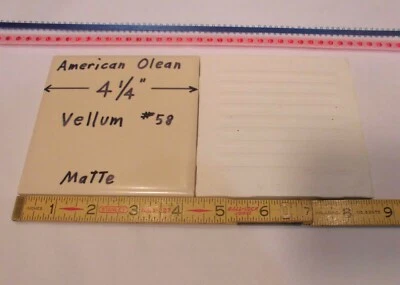 American Olean
4 1/4"
Vellum #58
Matte
1 2 3 4 5 6 7 8 9